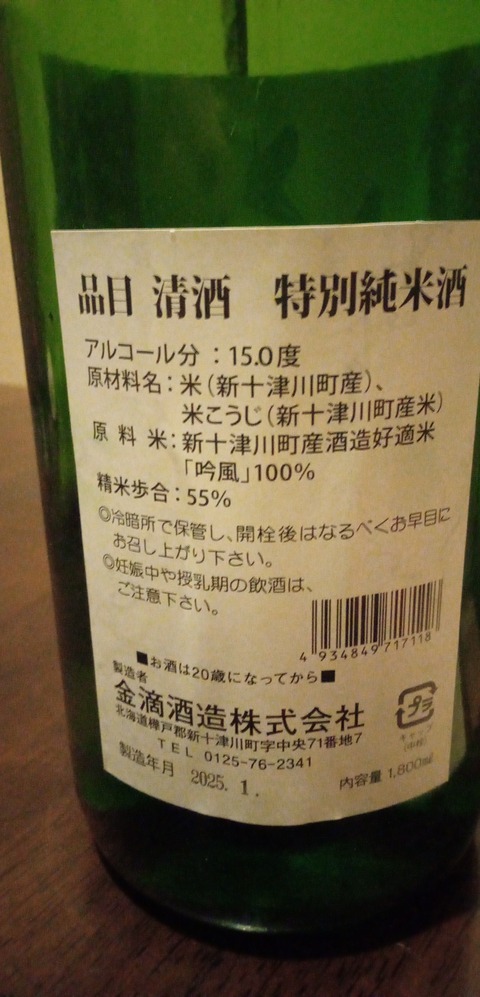 品目 清酒 特別純米酒
アルコール分：15.0度
原材料名：米（新十津川町産）、
米こうじ（新十津川町産米）
原料米：新十津川町産酒造好適米
「吟風」100%
精米歩合：55%
◎冷暗所で保管し、開栓後はなるべくお早目に
お召し上がり下さい。
◎妊娠中や授乳期の飲酒は、
ご注意下さい。
4 934849 717118
■お酒は20歳になってから■
製造者
金滴酒造株式会社
北海道樺戸郡新十津川町字中央71番地7
TEL 0125-76-2341
製造年月 2025.1.
プラ
キャップ
内容量 1,800ml